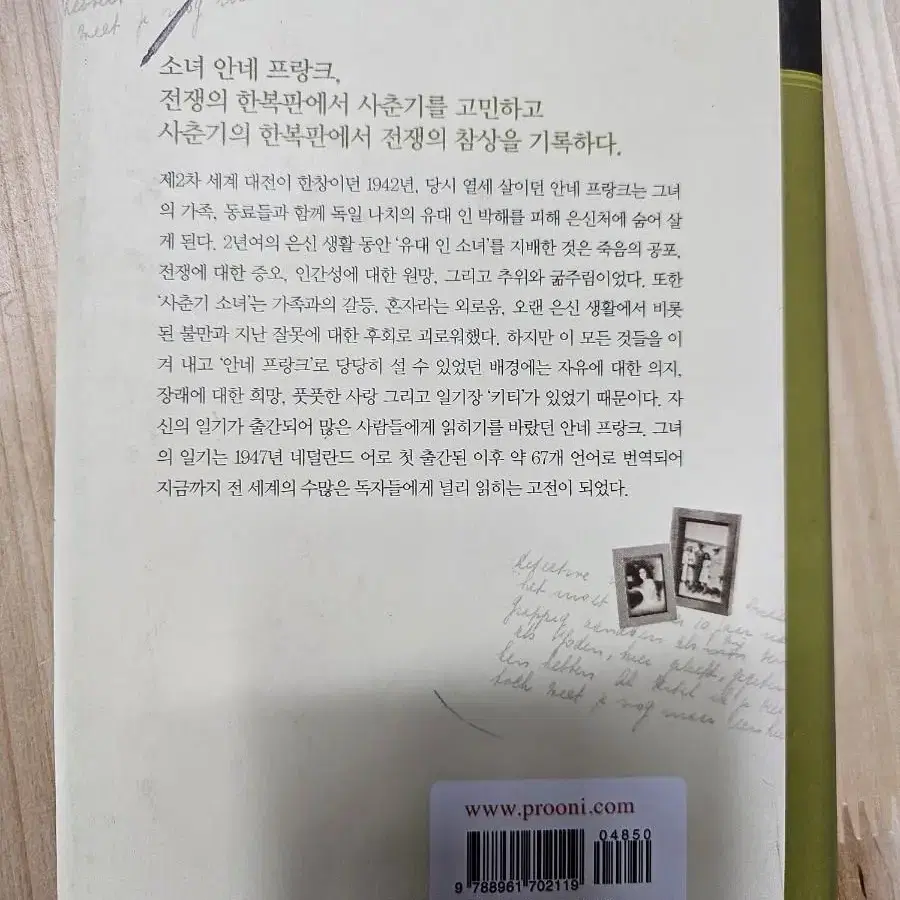 meet je nog
소녀 안네 프랑크,
전쟁의 한복판에서 사춘기를 고민하고
사춘기의 한복판에서 전쟁의 참상을 기록하다.
제2차 세계 대전이 한창이던 1942년, 당시 열세 살이던 안네 프랑크는 그녀
의 가족, 동료들과 함께 독일 나치의 유대 인 박해를 피해 은신처에 숨어 살
게 된다. 2년여의 은신 생활 동안 '유대 인 소녀'를 지배한 것은 죽음의 공포,
전쟁에 대한 증오, 인간성에 대한 원망, 그리고 추위와 굶주림이었다. 또한
'사춘기 소녀'는 가족과의 갈등, 혼자라는 외로움, 오랜 은신 생활에서 비롯
된 불만과 지난 잘못에 대한 후회로 괴로워했다. 하지만 이 모든 것들을 이
겨 내고 '안네 프랑크'로 당당히 설 수 있었던 배경에는 자유에 대한 의지,
장래에 대한 희망, 풋풋한 사랑 그리고 일기장 '키티'가 있었기 때문이다. 자
신의 일기가 출간되어 많은 사람들에게 읽히기를 바랐던 안네 프랑크. 그녀
의 일기는 1947년 네덜란드 어로 첫 출간된 이후 약 67개 언어로 번역되어
지금까지 전 세계의 수많은 독자들에게 널리 읽히는 고전이 되었다.
het moet
10 jaar na
als Joden, hier geleefd, gegeten
hebben
toch weet je nog maar
www.prooni.com
04850
9 788961 702119